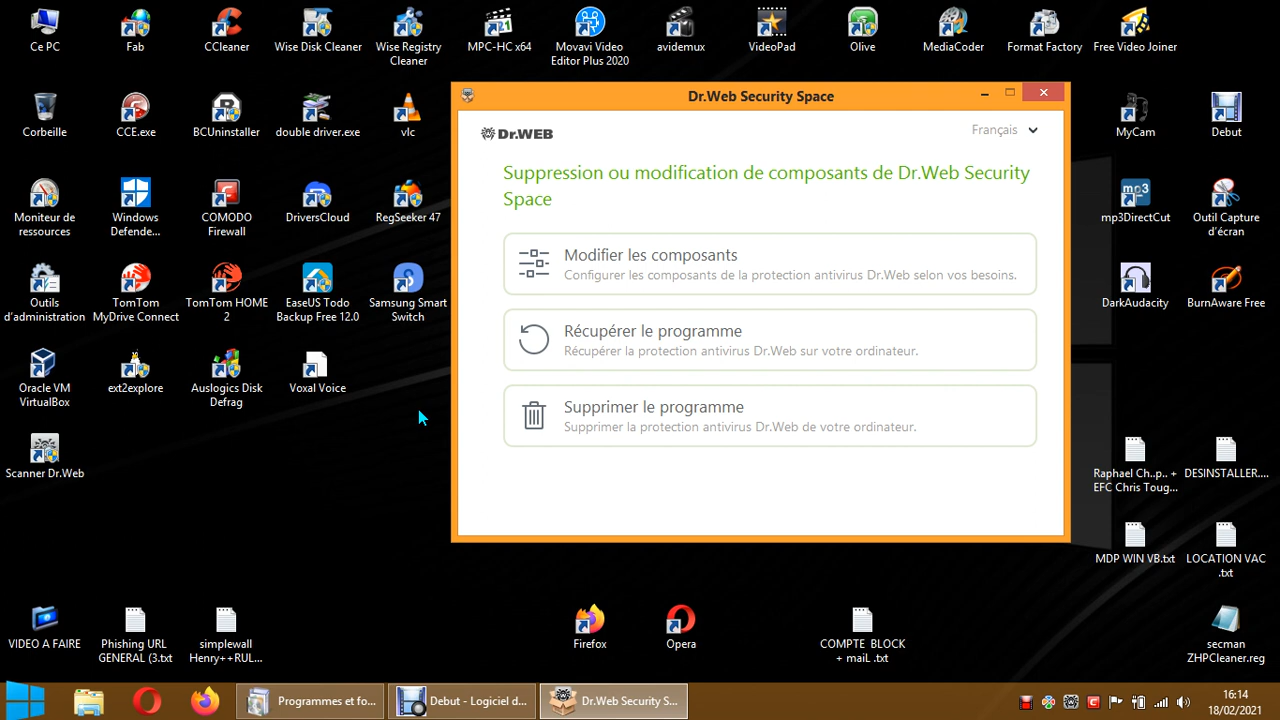 Ce PC
Fab
CCleaner
Wise Disk Cleaner
Wise Registry
Cleaner
MPC-HC x64
Movavi Video
Editor Plus 2020
avidemux
VideoPad
Olive
MediaCoder
Format Factory
Free Video Joiner
Dr.Web Security Space
Corbeille
CCE.exe
BCUninstaller
double driver.exe
vlc
Dr.WEB
Français
MyCam
Debut
Suppression ou modification de composants de Dr.Web Security
Space
Moniteur de
ressources
Windows
Defende...
COMODO
Firewall
DriversCloud
RegSeeker 47
mp3DirectCut
Outil Capture
d'écran
Modifier les composants
Configurer les composants de la protection antivirus Dr.Web selon vos besoins.
Outils
d'administration
TomTom
MyDrive Connect
TomTom HOME
2
EaseUS Todo
Backup Free 12.0
Samsung Smart
Switch
DarkAudacity
BurnAware Free
Récupérer le programme
Récupérer la protection antivirus Dr.Web sur votre ordinateur.
Oracle VM
VirtualBox
ext2explore
Auslogics Disk
Defrag
Voxal Voice
Supprimer le programme
Supprimer la protection antivirus Dr.Web de votre ordinateur.
Scanner Dr.Web
Raphael Ch..p.. +
EFC Chris Toug...
DESINSTALLER....
MDP WIN VB.txt
LOCATION VAC
.txt
VIDEO A FAIRE
Phishing URL
GENERAL (3.txt
simplewall
Henry++RUL...
Firefox
Opera
COMPTE BLOCK
+ maiL .txt
secman
ZHPCleaner.reg
Programmes et fo...
Debut - Logiciel d...
Dr.Web Security S...
16:14
18/02/2021